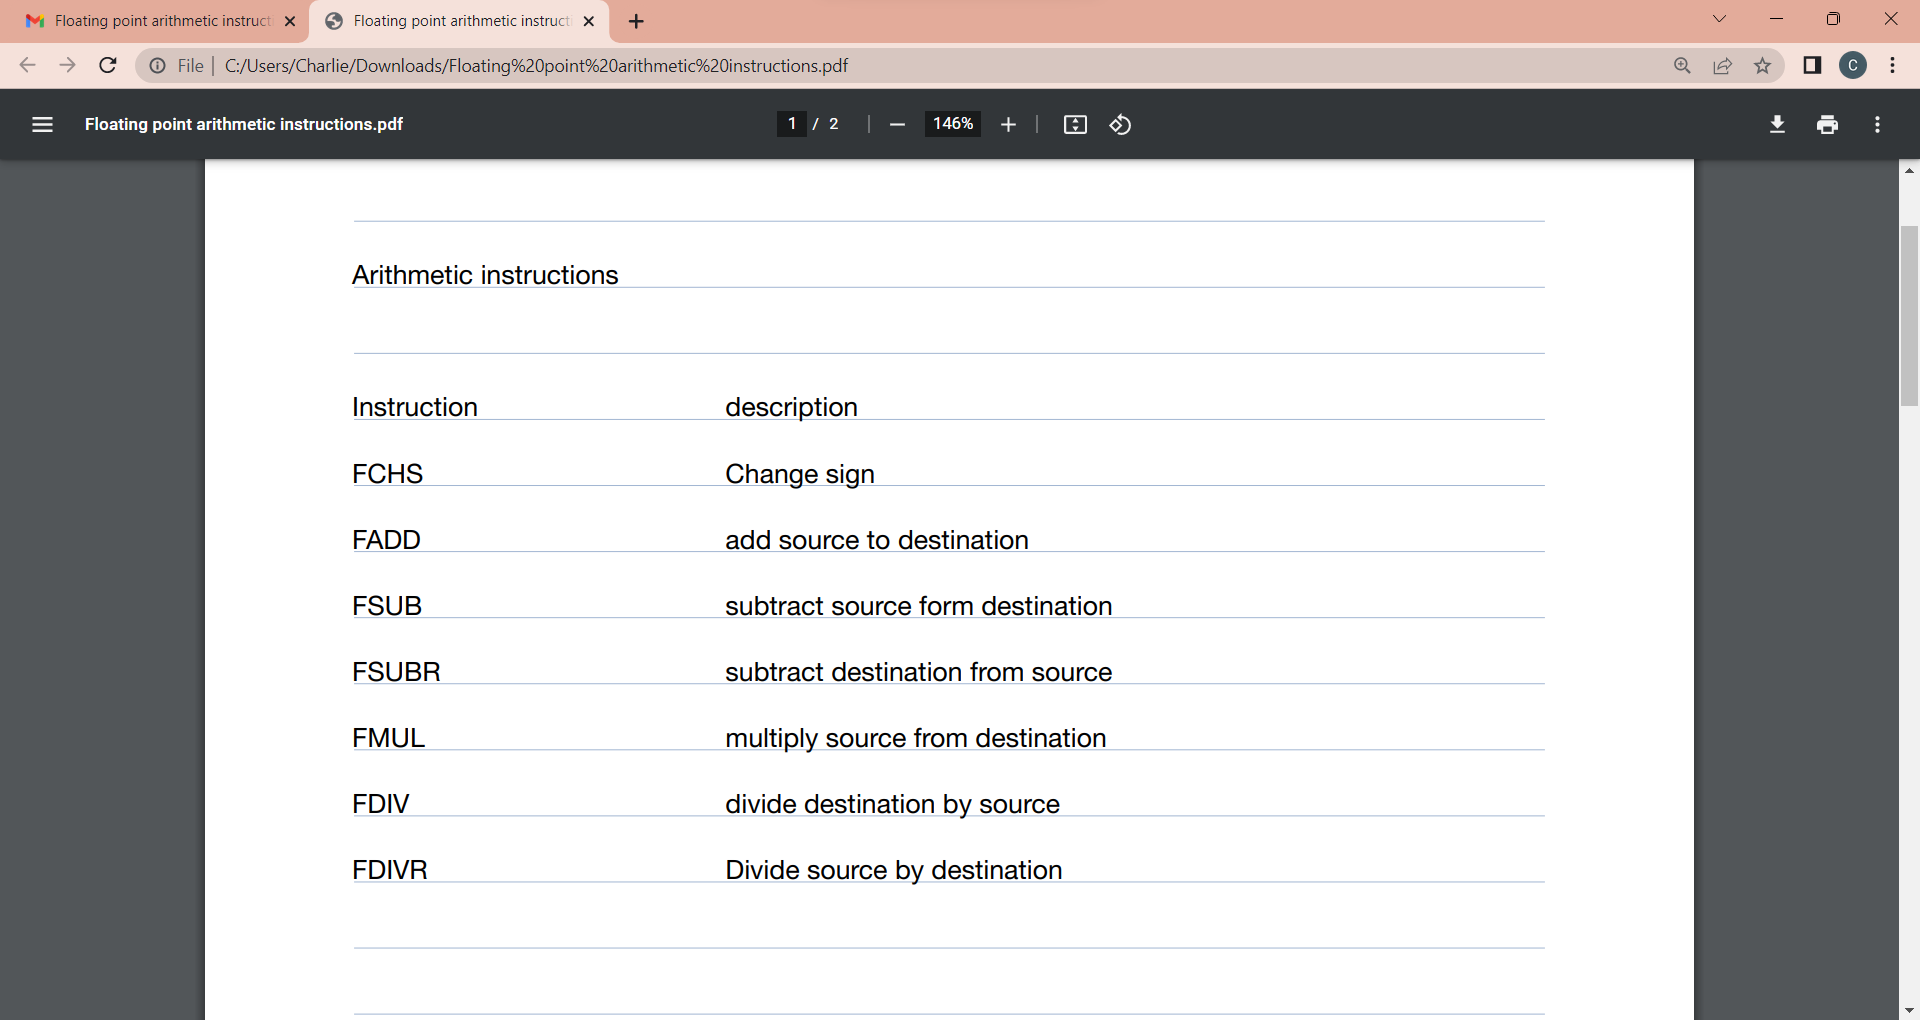 Floating point arithmetic instruct
Floating point arithmetic instruct
File | C:/Users/Charlie/Downloads/Floating%20point%20arithmetic%20instructions.pdf
C
Floating point arithmetic instructions.pdf
1 / 2
146%
Arithmetic instructions
Instruction description
FCHS Change sign
FADD add source to destination
FSUB subtract source form destination
FSUBR subtract destination from source
FMUL multiply source from destination
FDIV divide destination by source
FDIVR Divide source by destination